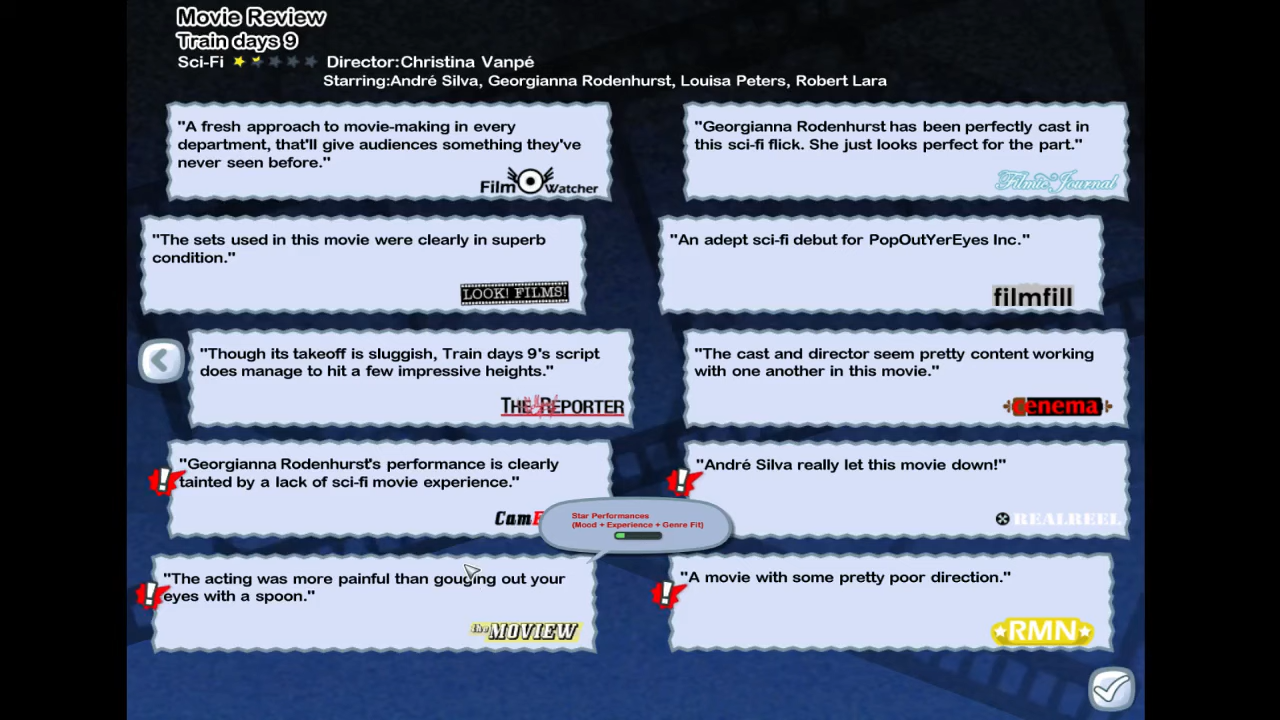 Movie Review
Train days 9
Sci-Fi Director:Christina Vanpé
Starring:André Silva, Georgianna Rodenhurst, Louisa Peters, Robert Lara
"A fresh approach to movie-making in every
department, that'll give audiences something they've
never seen before."
Film Watcher
"Georgianna Rodenhurst has been perfectly cast in
this sci-fi flick. She just looks perfect for the part."
Filmic Journal
"The sets used in this movie were clearly in superb
condition."
LOOK! FILMS!
"An adept sci-fi debut for PopOutYerEyes Inc."
filmfill
"Though its takeoff is sluggish, Train days 9's script
does manage to hit a few impressive heights."
THE REPORTER
"The cast and director seem pretty content working
with one another in this movie."
cenema
"Georgianna Rodenhurst's performance is clearly
tainted by a lack of sci-fi movie experience."
Cam
"André Silva really let this movie down!"
REALREEL
Star Performances
(Mood + Experience + Genre Fit)
"The acting was more painful than gouging out your
eyes with a spoon."
the MOVIEW
"A movie with some pretty poor direction."
RMN